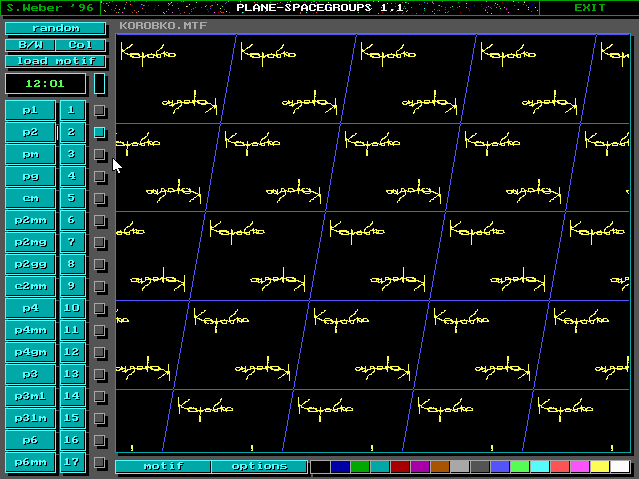 S.Weber '96 PLANE-SPACEGROUPS 1.1 EXIT
random
KOROBKO.MTF
B/W Col
load motif
12:01
p1 1
p2 2
pm 3
pg 4
cm 5
p2mm 6
p2mg 7
p2gg 8
c2mm 9
p4 10
p4mm 11
p4gm 12
p3 13
p3m1 14
p31m 15
p6 16
p6mm 17
motif options